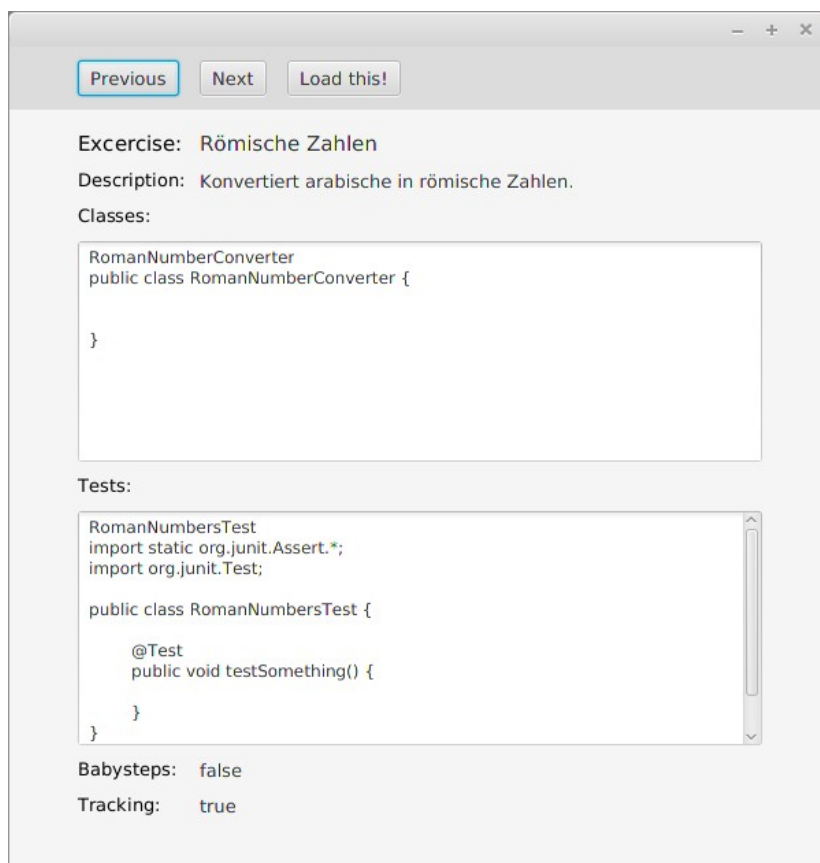 Previous Next Load this!
Excercise: Römische Zahlen
Description: Konvertiert arabische in römische Zahlen.
Classes:
RomanNumberConverter
public class RomanNumberConverter {
}
Tests:
RomanNumbersTest
import static org.junit.Assert.*;
import org.junit.Test;
public class RomanNumbersTest {
@Test
public void testSomething() {
}
}
Babysteps: false
Tracking: true